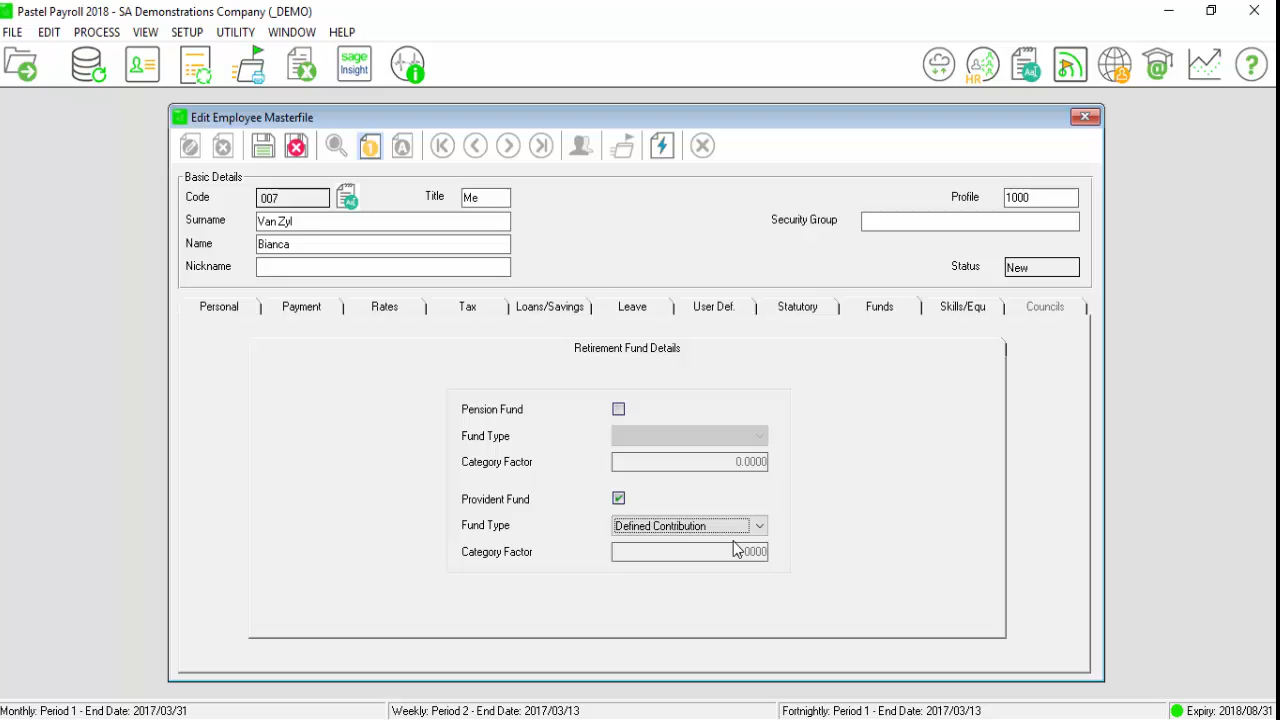 Pastel Payroll 2018 - SA Demonstrations Company (_DEMO)
FILE EDIT PROCESS VIEW SETUP UTILITY WINDOW HELP
sage Insight
HR
Aa
Edit Employee Masterfile
1
A
Basic Details
Code 007 Title Me Profile 1000
Surname Van Zyl Security Group
Name Bianca
Nickname Status New
Personal Payment Rates Tax Loans/Savings Leave User Def. Statutory Funds Skills/Equ Councils
Retirement Fund Details
Pension Fund
Fund Type
Category Factor 0.0000
Provident Fund
Fund Type Defined Contribution
Category Factor 0000
Monthly: Period 1 - End Date: 2017/03/31 Weekly: Period 2 - End Date: 2017/03/13 Fortnightly: Period 1 - End Date: 2017/03/13 Expiry: 2018/08/31